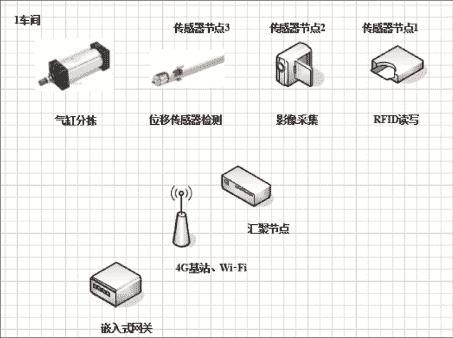 1车间
传感器节点3 传感器节点2 传感器节点1
气缸分拣 位移传感器检测 影像采集 RFID读写
汇聚节点
4G基站、Wi-Fi
嵌入式网关